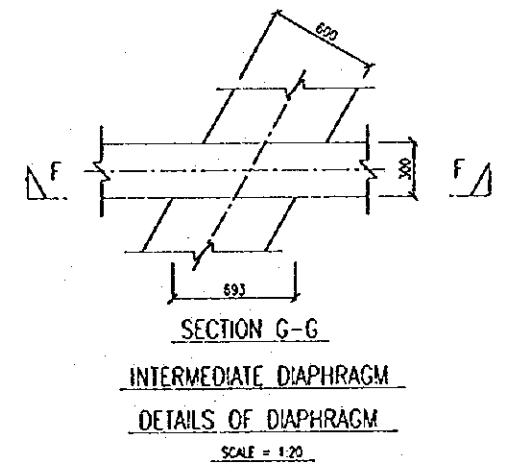 600
F
300
F
693
SECTION G-G
INTERMEDIATE DIAPHRAGM
DETAILS OF DIAPHRAGM
SCALE = 1:20